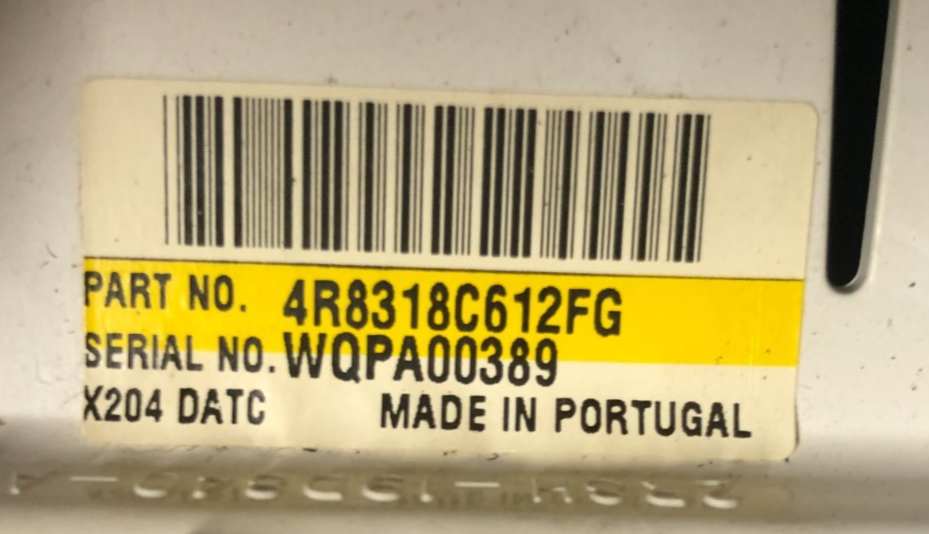 PART NO. 4R8318C612FG
SERIAL NO. WQPA00389
X204 DATC MADE IN PORTUGAL